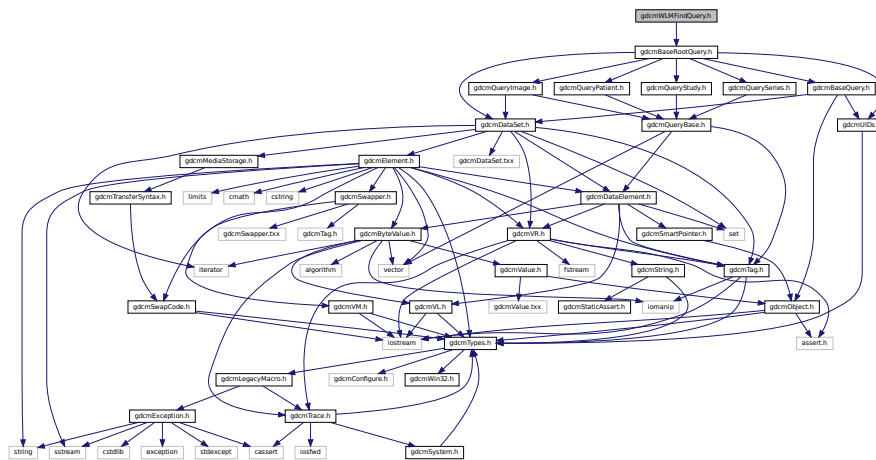 gdcmWLMFindQuery.h
gdcmBaseRootQuery.h
gdcmQueryImage.h gdcmQueryPatient.h gdcmQueryStudy.h gdcmQuerySeries.h gdcmBaseQuery.h
gdcmDataSet.h gdcmQueryBase.h gdcmUIDs
gdcmMediaStorage.h gdcmElement.h gdcmDataSet.txx
gdcmTransferSyntax.h limits cmath cstring gdcmSwapper.h gdcmDataElement.h
gdcmSwapper.txx gdcmTag.h gdcmByteValue.h gdcmVR.h gdcmSmartPointer.h set
iterator algorithm vector gdcmValue.h fstream gdcmString.h gdcmTag.h
gdcmSwapCode.h gdcmVM.h gdcmVL.h gdcmValue.txx gdcmStaticAssert.h iomanip gdcmObject.h
iostream gdcmTypes.h assert.h
gdcmLegacyMacro.h gdcmConfigure.h gdcmWin32.h
gdcmException.h gdcmTrace.h
string sstream cstdlib exception stdexcept cassert iosfwd gdcmSystem.h